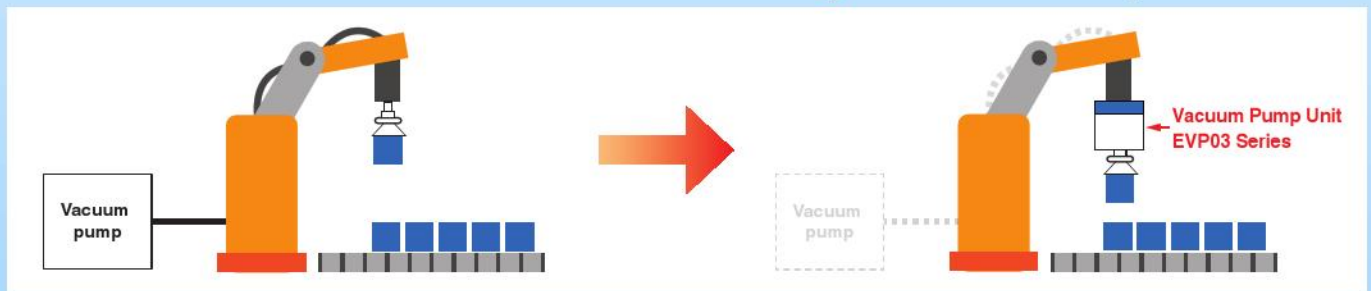 Vacuum
pump
Vacuum Pump Unit
EVP03 Series
Vacuum
pump